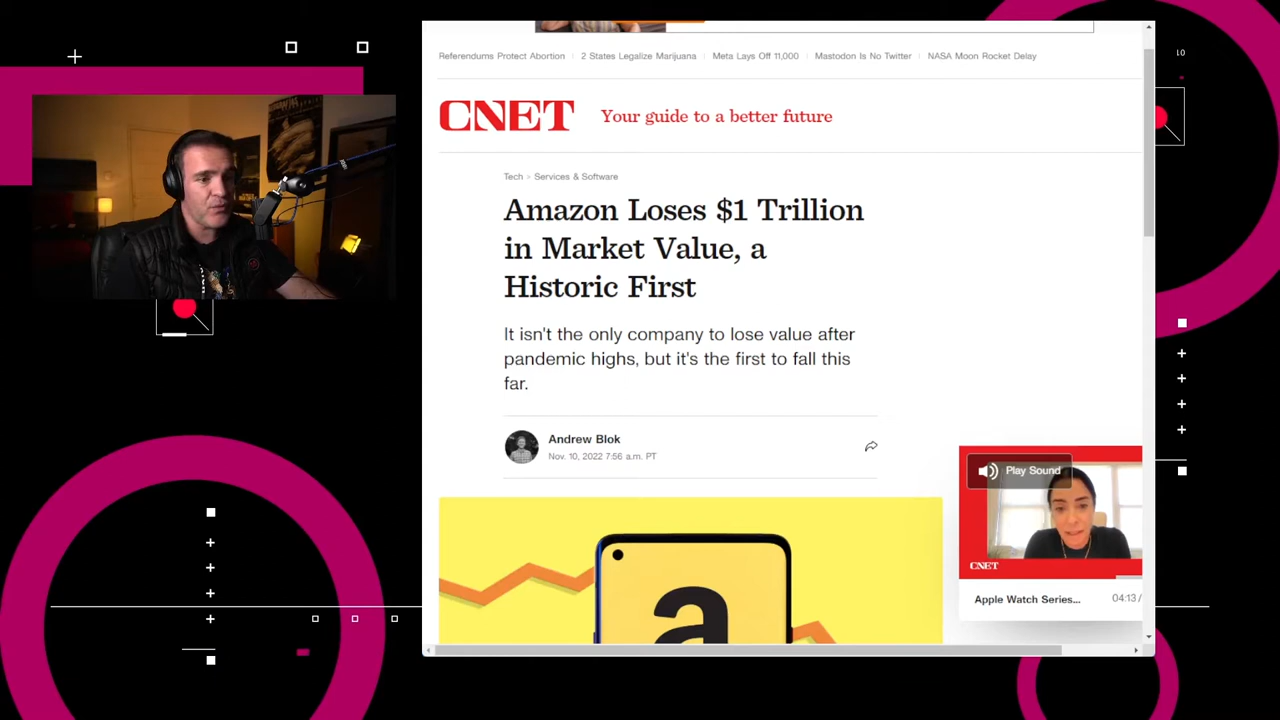 Referendums Protect Abortion
2 States Legalize Marijuana
Meta Lays Off 11,000
Mastodon Is No Twitter
NASA Moon Rocket Delay
10
CNET
Your guide to a better future
Tech > Services & Software
Amazon Loses $1 Trillion
in Market Value, a
Historic First
It isn't the only company to lose value after
pandemic highs, but it's the first to fall this
far.
Andrew Blok
Nov. 10, 2022 7:56 a.m. PT
Play Sound
CNET
Apple Watch Series...
04:13 /
a